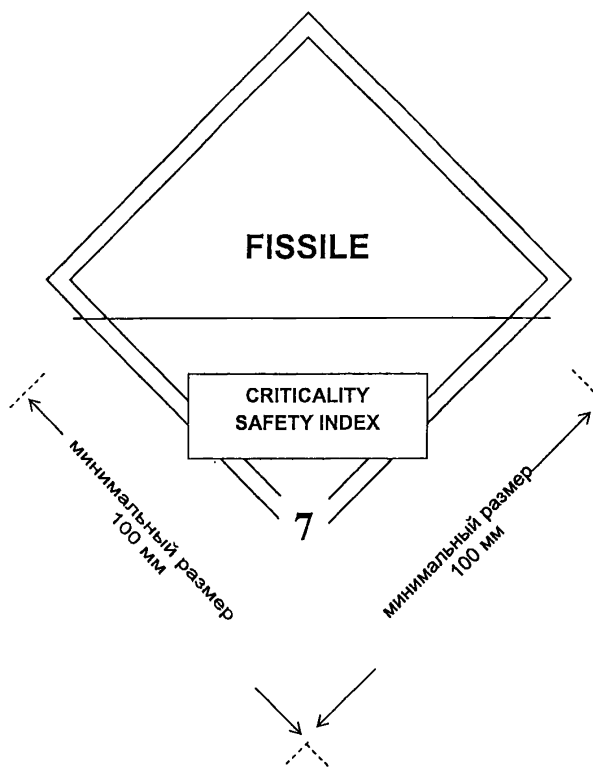 FISSILE
CRITICALITY
SAFETY INDEX
7
минимальный размер
100 мм
минимальный размер
100 мм